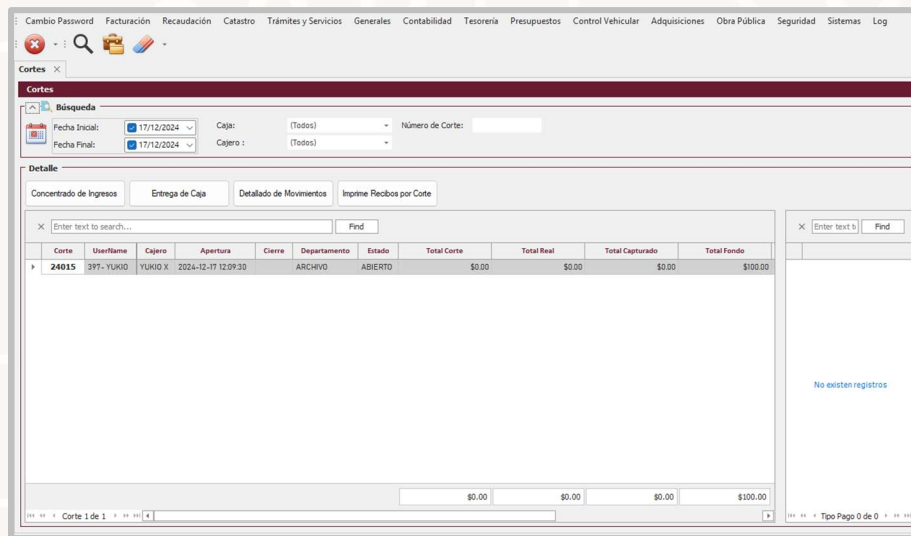 Cambio Password Facturación Recaudación Catastro Trámites y Servicios Generales Contabilidad Tesorería Presupuestos Control Vehicular Adquisiciones Obra Pública Seguridad Sistemas Log
Cortes
Cortes
Búsqueda
Fecha Inicial: 17/12/2024 Caja: (Todos) Número de Corte:
Fecha Final: 17/12/2024 Cajero : (Todos)
Detalle
Concentrado de Ingresos Entrega de Caja Detallado de Movimientos Imprime Recibos por Corte
Enter text to search... Find Enter text t Find
Corte UserName Cajero Apertura Cierre Departamento Estado Total Corte Total Real Total Capturado Total Fondo
24015 397- YUKIO YUKIO X 2024-12-17 12:09:30 ARCHIVO ABIERTO $0.00 $0.00 $0.00 $100.00
No existen registros
$0.00 $0.00 $0.00 $100.00
Corte 1 de 1 Tipo Pago 0 de 0